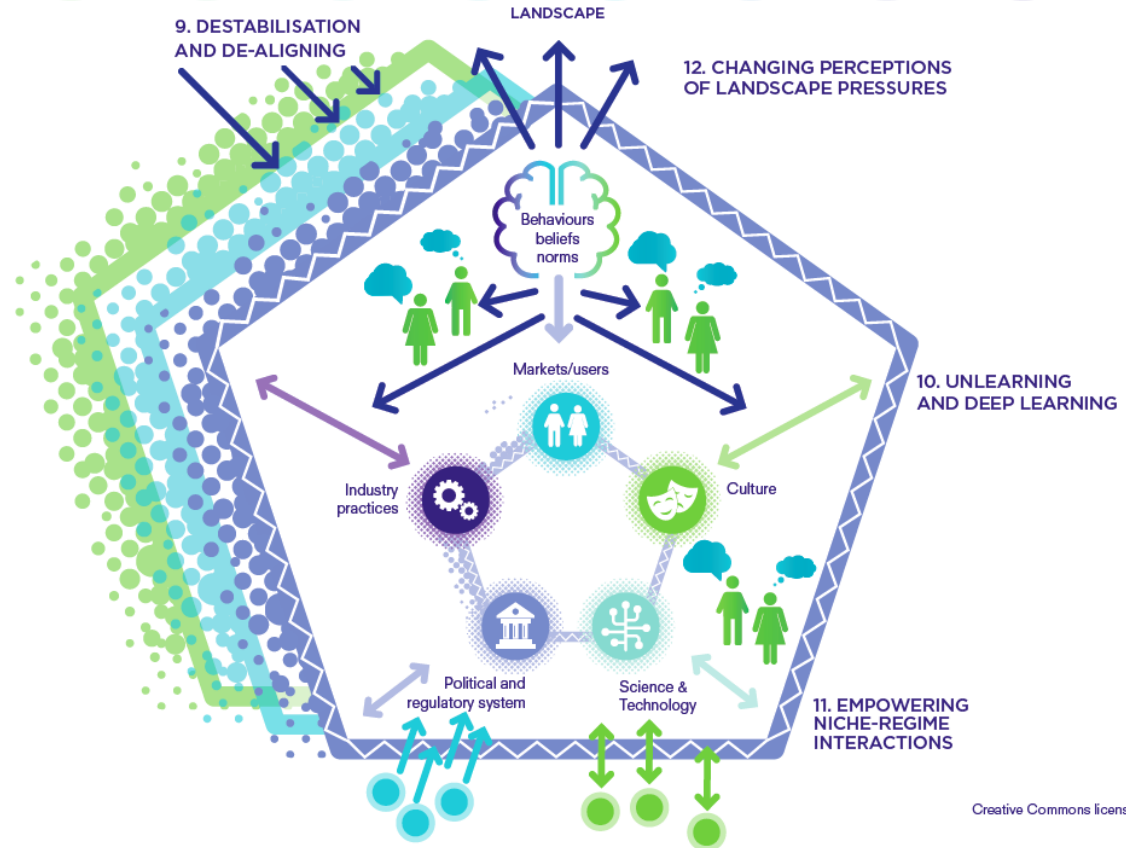 LANDSCAPE
9. DESTABILISATION
AND DE-ALIGNING
12. CHANGING PERCEPTIONS
OF LANDSCAPE PRESSURES
Behaviours
beliefs
norms
Markets/users
10. UNLEARNING
AND DEEP LEARNING
Industry
practices
Culture
Political and
regulatory system
Science &
Technology
11. EMPOWERING
NICHE-REGIME
INTERACTIONS
Creative Commons licens